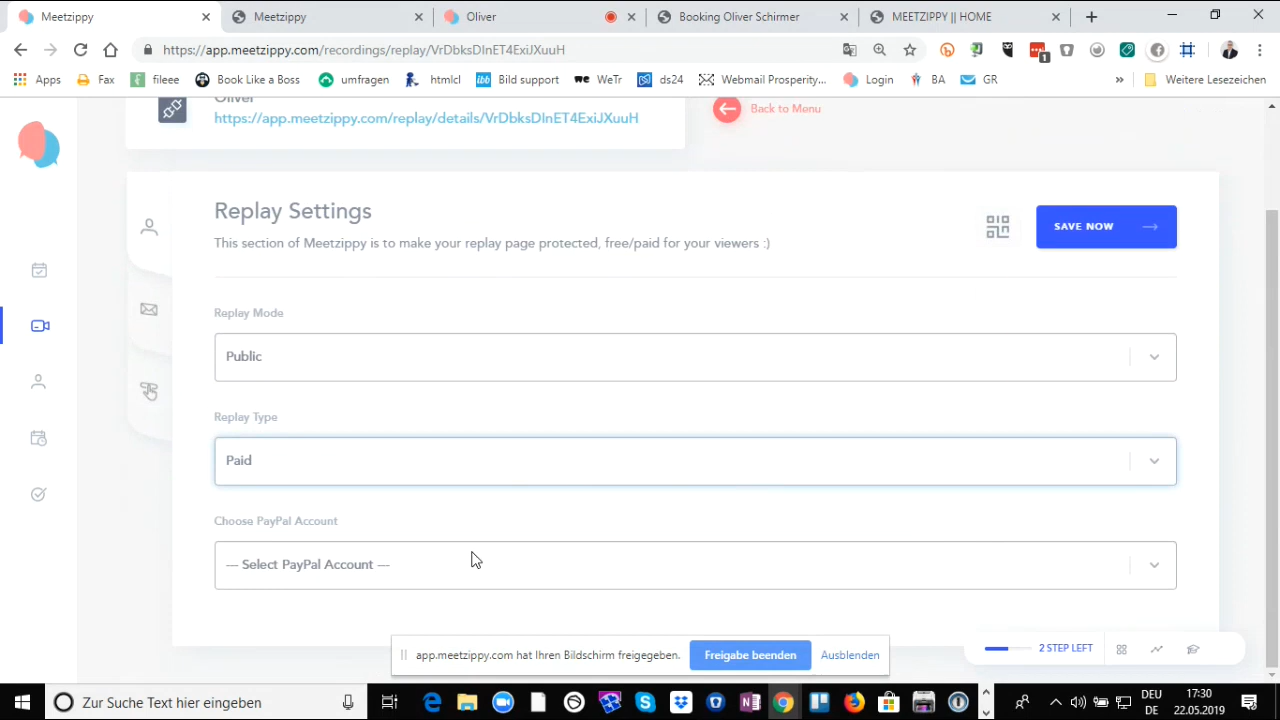 Meetzippy
Meetzippy
Oliver
Booking Oliver Schirmer
MEETZIPPY || HOME
https://app.meetzippy.com/recordings/replay/VrDbksDInET4ExiJXuuH
1
Apps
Fax
fileee
Book Like a Boss
umfragen
htmlcl
ibb
Bild support
WeTr
ds24
Webmail Prosperity...
Login
BA
GR
»
Weitere Lesezeichen
Oliver
https://app.meetzippy.com/replay/details/VrDbksDInET4ExiJXuuH
Back to Menu
Replay Settings
This section of Meetzippy is to make your replay page protected, free/paid for your viewers :)
SAVE NOW
Replay Mode
Public
Replay Type
Paid
Choose PayPal Account
--- Select PayPal Account ---
app.meetzippy.com hat Ihren Bildschirm freigegeben.
Freigabe beenden
Ausblenden
2 STEP LEFT
Zur Suche Text hier eingeben
DEU
DE
17:30
22.05.2019